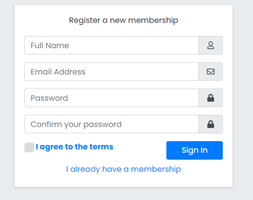 Register a new membership
Full Name
Email Address
Password
Confirm your password
I agree to the terms
Sign In
I already have a membership